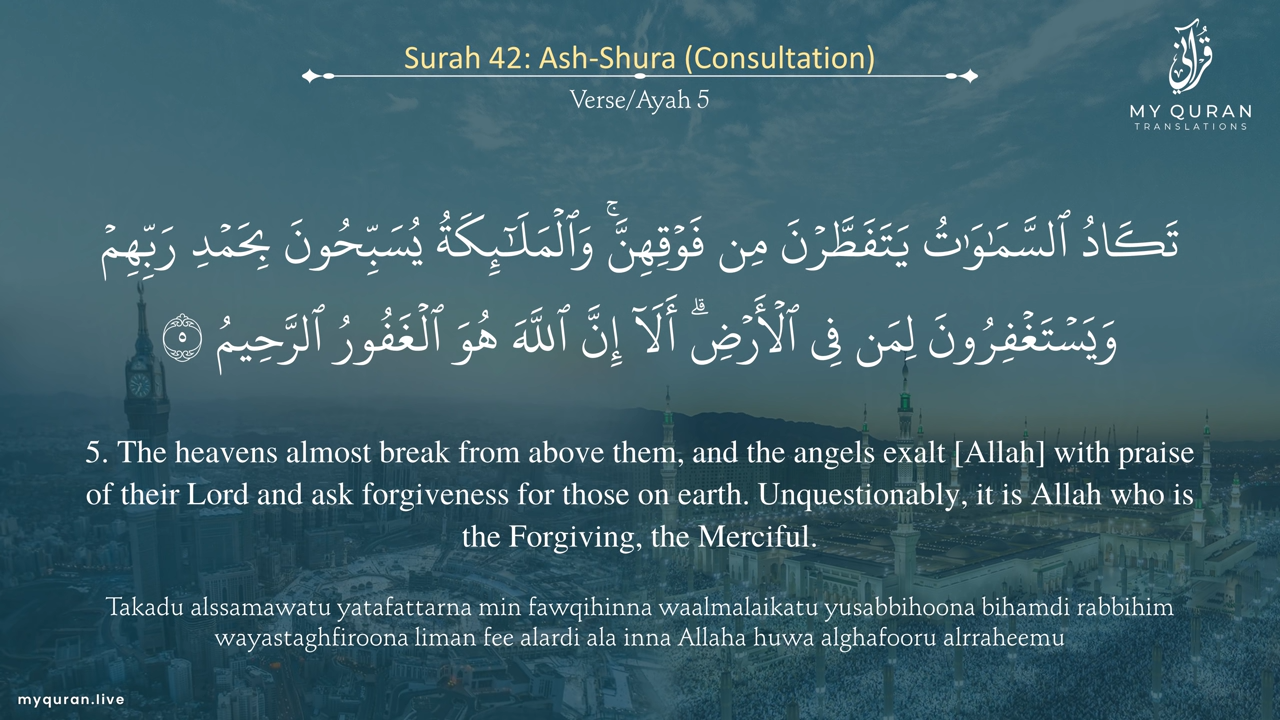 Surah 42: Ash-Shura (Consultation)
Verse/Ayah 5
قُرْآنِي
MY QURAN
TRANSLATIONS
تَكَادُ ٱلسَّمَـٰوَٰتُ يَتَفَطَّرْنَ مِن فَوْقِهِنَّ ۚ وَٱلْمَلَـٰٓئِكَةُ يُسَبِّحُونَ بِحَمْدِ رَبِّهِمْ
وَيَسْتَغْفِرُونَ لِمَن فِى ٱلْأَرْضِ ۗ أَلَآ إِنَّ ٱللَّهَ هُوَ ٱلْغَفُورُ ٱلرَّحِيمُ ٥
5. The heavens almost break from above them, and the angels exalt [Allah] with praise
of their Lord and ask forgiveness for those on earth. Unquestionably, it is Allah who is
the Forgiving, the Merciful.
Takadu alssamawatu yatafattarna min fawqihinna waalmalaikatu yusabbihoona bihamdi rabbihim
wayastaghfiroona liman fee alardi ala inna Allaha huwa alghafooru alrraheemu
myquran.live